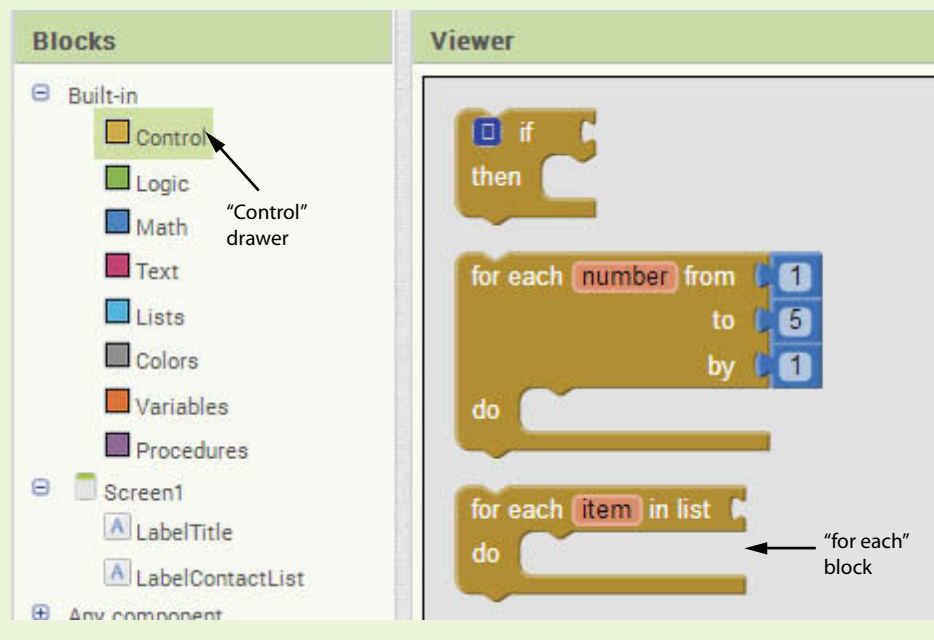 Blocks
Built-in
Control
Logic
Math
Text
Lists
Colors
Variables
Procedures
Screen1
A LabelTitle
A LabelContactList
Any component
"Control"
drawer
Viewer
if
then
for each number from 1
to 5
by 1
do
for each item in list
do
"for each"
block